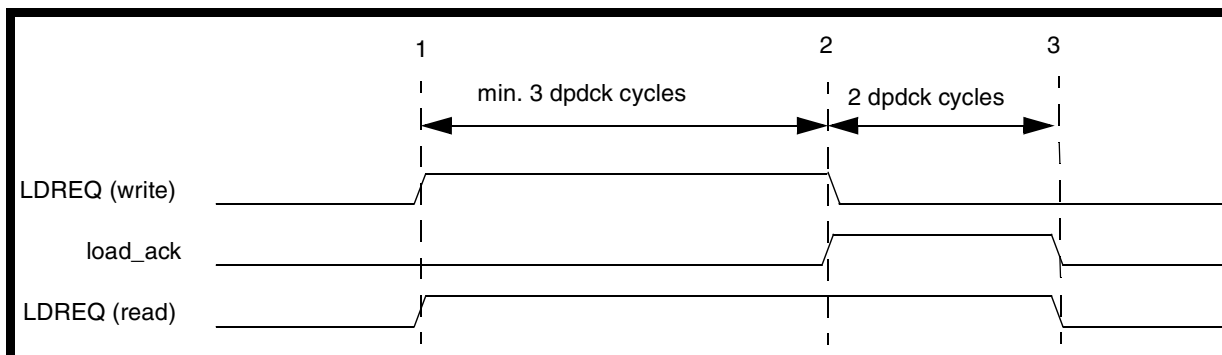 1 2 3
min. 3 dpdck cycles 2 dpdck cycles
LDREQ (write)
load_ack
LDREQ (read)